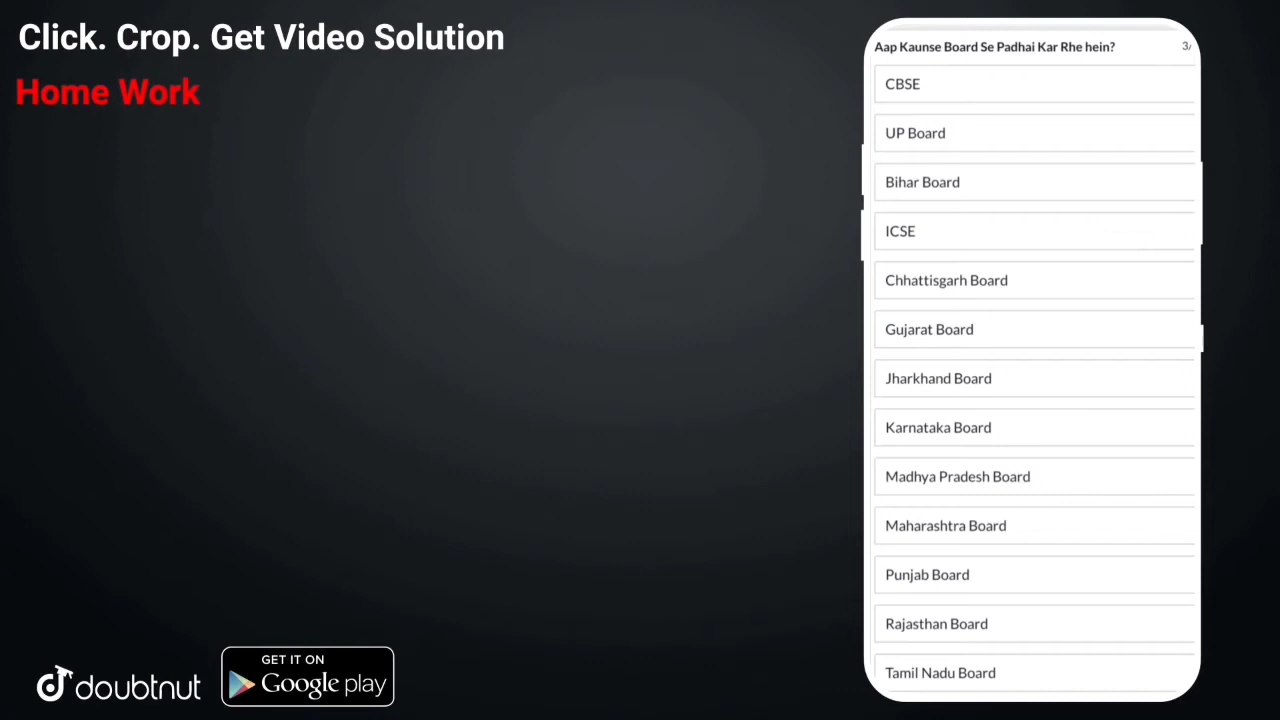 Click. Crop. Get Video Solution
Home Work
Aap Kaunse Board Se Padhai Kar Rhe hein? 3/
CBSE
UP Board
Bihar Board
ICSE
Chhattisgarh Board
Gujarat Board
Jharkhand Board
Karnataka Board
Madhya Pradesh Board
Maharashtra Board
Punjab Board
Rajasthan Board
Tamil Nadu Board
doubtnut
GET IT ON
Google play